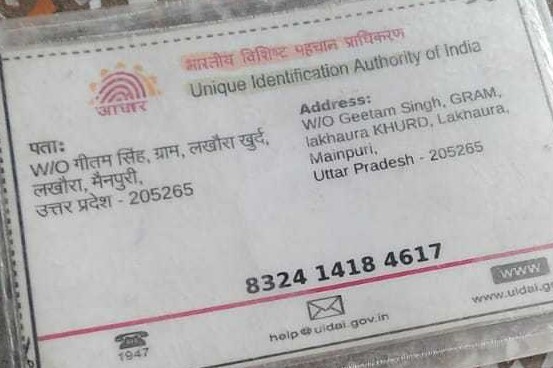 भारतीय विशिष्ट पहचान प्राधिकरण
Unique Identification Authority of India
आधार
पता:
W/O गीतम सिंह, ग्राम, लखौरा खुर्द,
लखौरा, मैनपुरी,
उत्तर प्रदेश - 205265
Address:
W/O Geetam Singh, GRAM,
lakhaura KHURD, Lakhaura,
Mainpuri,
Uttar Pradesh - 205265
8324 1418 4617
1947
help@uidai.gov.in
www
www.uidai.g